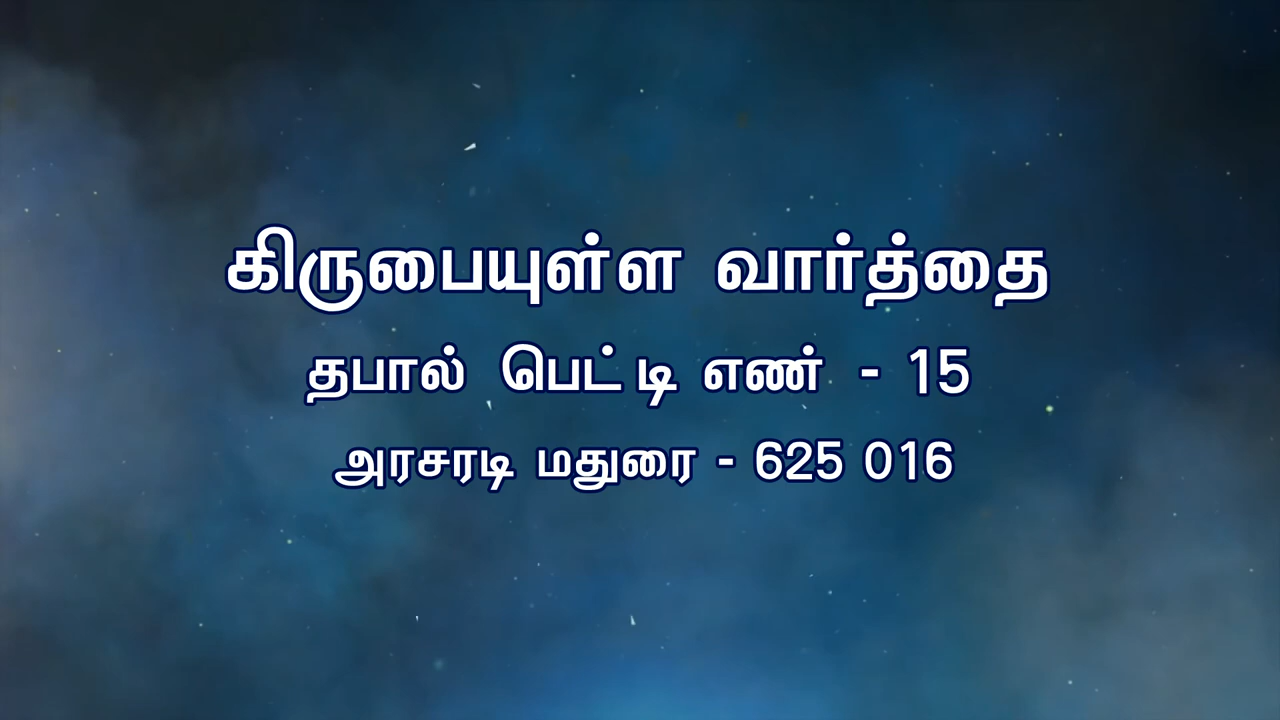 கிருபையுள்ள வார்த்தை
தபால் பெட்டி எண் - 15
அரசரடி மதுரை - 625 016